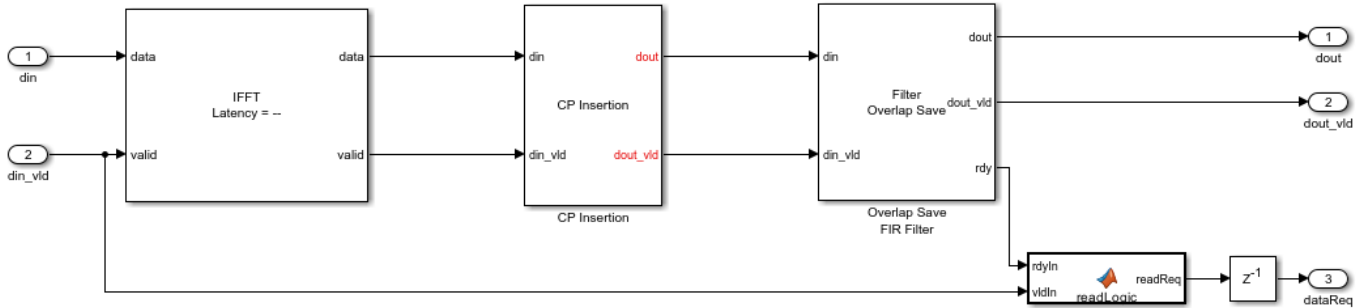 1
din
2
din_vld
data
valid
IFFT
Latency = --
data
valid
din
din_vld
CP Insertion
dout
dout_vld
CP Insertion
din
din_vld
Filter
Overlap Save
dout
dout_vld
rdy
Overlap Save
FIR Filter
rdyIn
vldIn
readReq
readLogic
z-1
1
dout
2
dout_vld
3
dataReq